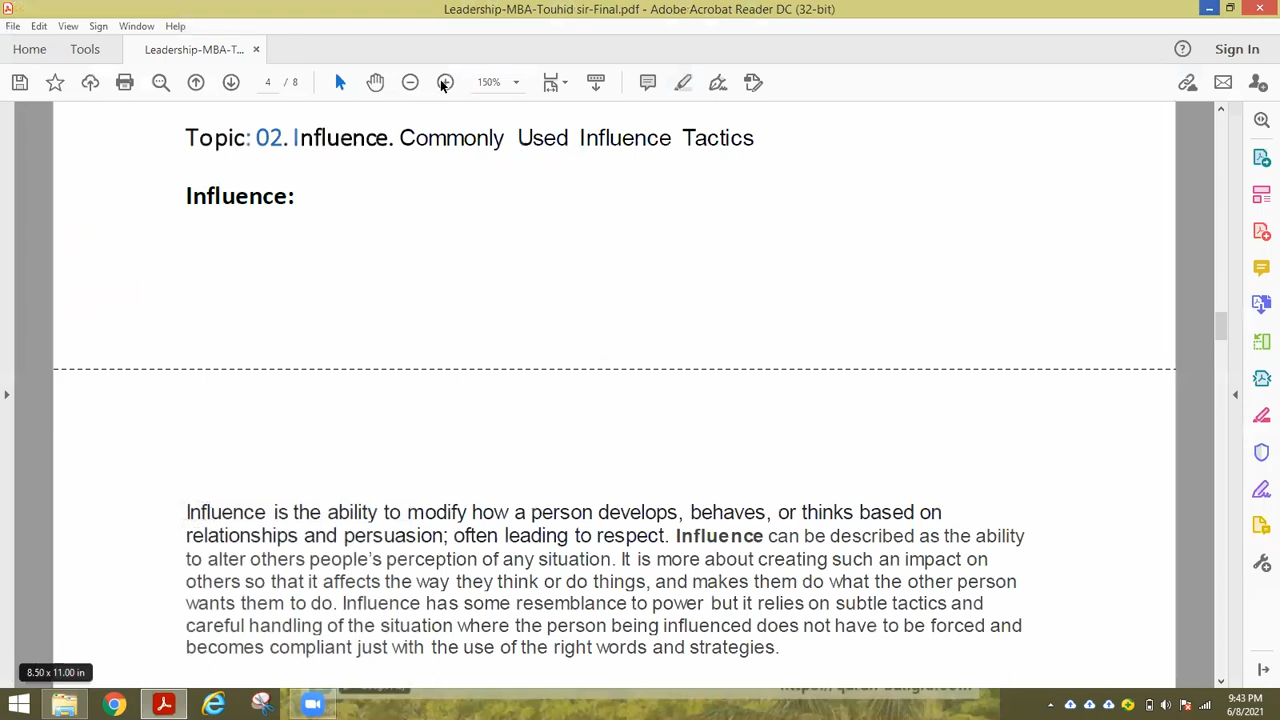 Leadership-MBA-Touhid sir-Final.pdf - Adobe Acrobat Reader DC (32-bit)
File Edit View Sign Window Help
Home Tools Leadership-MBA-T... × Sign In
4 / 8 150%
Topic: 02. Influence. Commonly Used Influence Tactics
Influence:
Influence is the ability to modify how a person develops, behaves, or thinks based on
relationships and persuasion; often leading to respect. Influence can be described as the ability
to alter others people's perception of any situation. It is more about creating such an impact on
others so that it affects the way they think or do things, and makes them do what the other person
wants them to do. Influence has some resemblance to power but it relies on subtle tactics and
careful handling of the situation where the person being influenced does not have to be forced and
becomes compliant just with the use of the right words and strategies.
8.50 x 11.00 in
9:43 PM
6/8/2021